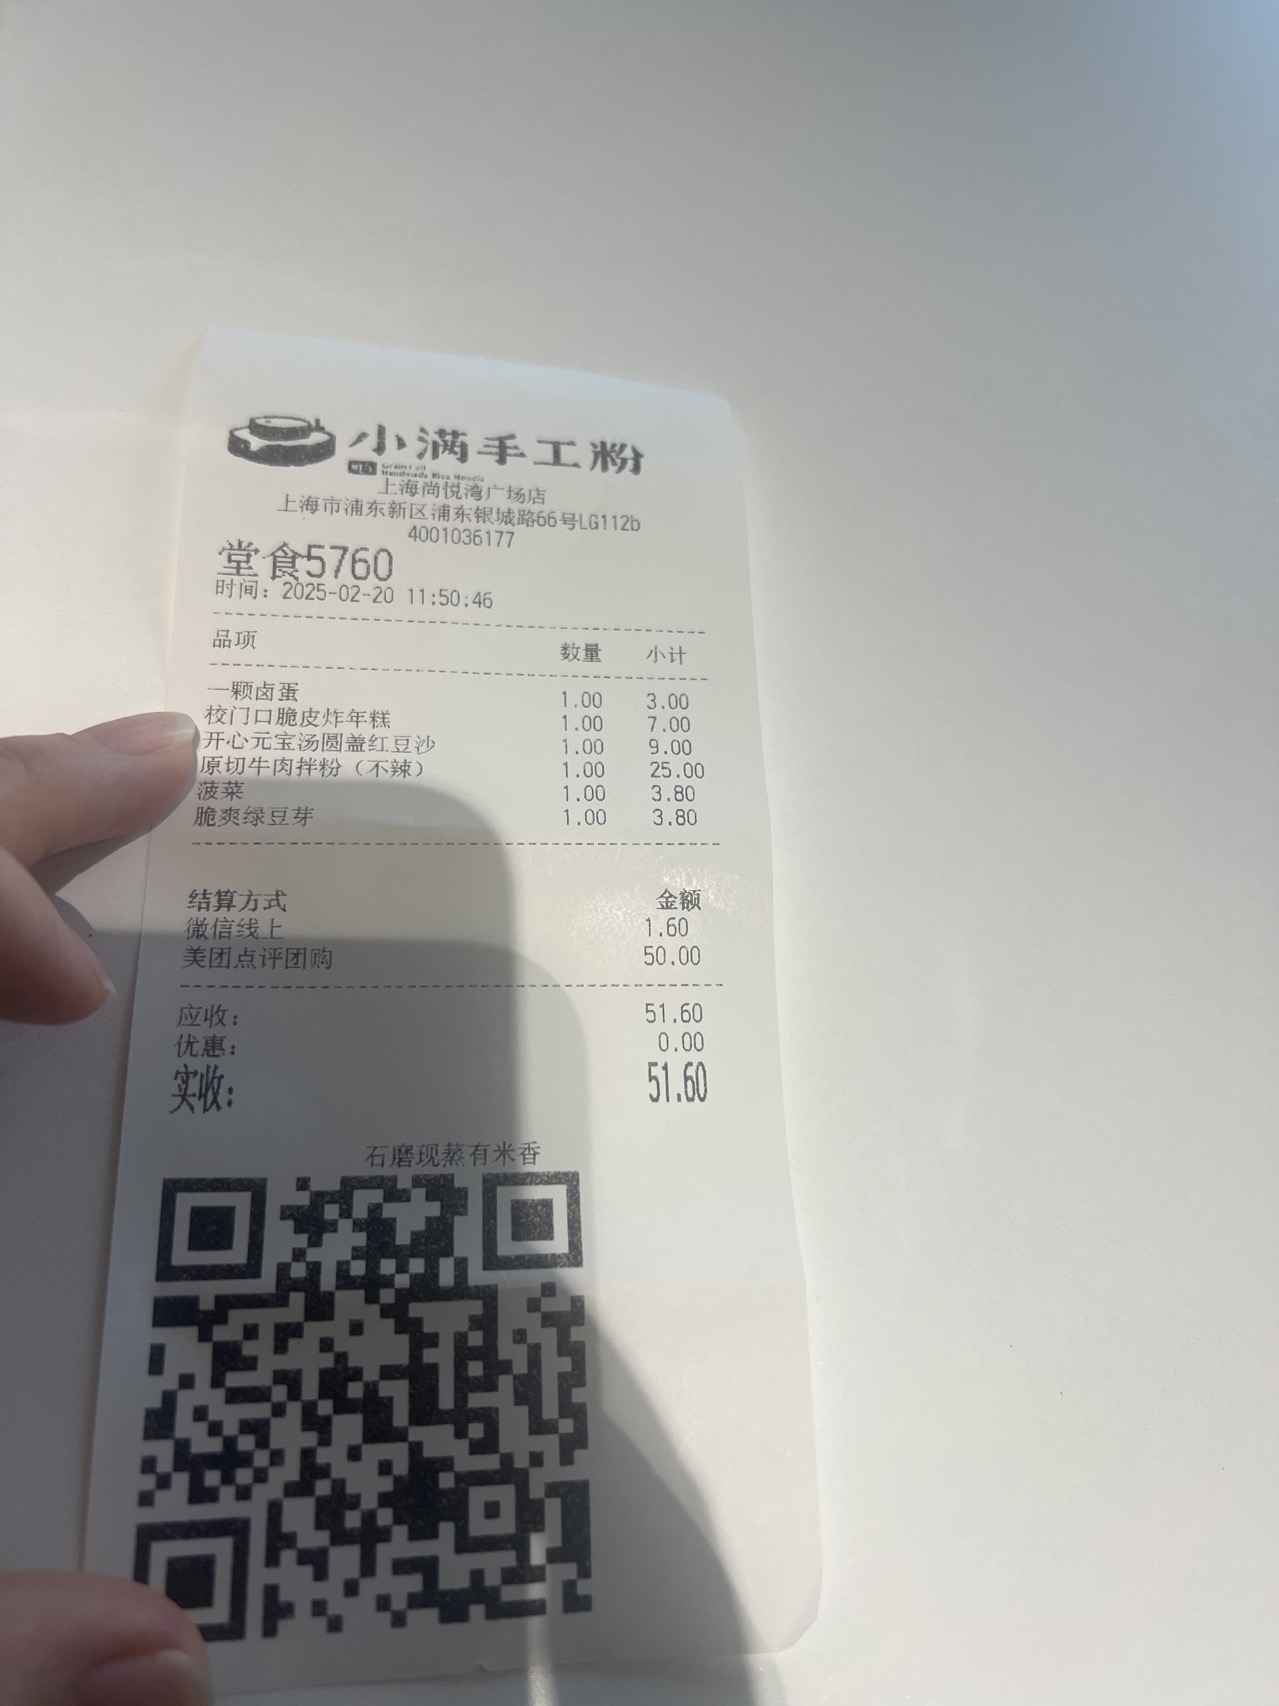 小满手工粉
Grain Full
Handmade Rice Noodle
上海尚悦湾广场店
上海市浦东新区浦东银城路66号LG112b
4001036177
堂食5760
时间：2025-02-20 11:50:46
品项 数量 小计
一颗卤蛋 1.00 3.00
校门口脆皮炸年糕 1.00 7.00
开心元宝汤圆盖红豆沙 1.00 9.00
原切牛肉拌粉（不辣） 1.00 25.00
菠菜 1.00 3.80
脆爽绿豆芽 1.00 3.80
结算方式 金额
微信线上 1.60
美团点评团购 50.00
应收： 51.60
优惠： 0.00
实收： 51.60
石磨现蒸有米香